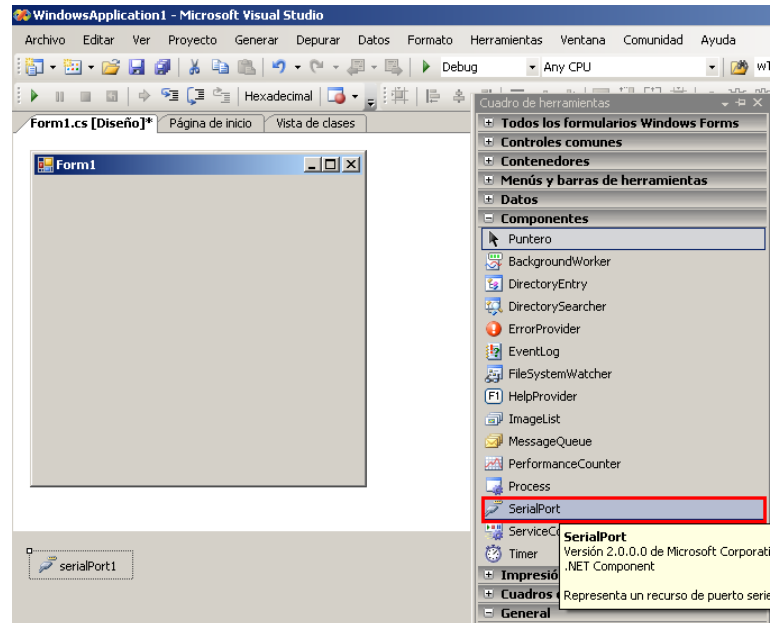 WindowsApplication1 - Microsoft Visual Studio
Archivo Editar Ver Proyecto Generar Depurar Datos Formato Herramientas Ventana Comunidad Ayuda
Debug Any CPU
Hexadecimal
Form1.cs [Diseño]* Página de inicio Vista de clases
Form1
serialPort1
Cuadro de herramientas
Todos los formularios Windows Forms
Controles comunes
Contenedores
Menús y barras de herramientas
Datos
Componentes
Puntero
BackgroundWorker
DirectoryEntry
DirectorySearcher
ErrorProvider
EventLog
FileSystemWatcher
F1 HelpProvider
ImageList
MessageQueue
PerformanceCounter
Process
SerialPort
ServiceC
Timer
Impresió
Cuadros
General
SerialPort
Versión 2.0.0.0 de Microsoft Corporati
.NET Component
Representa un recurso de puerto serie